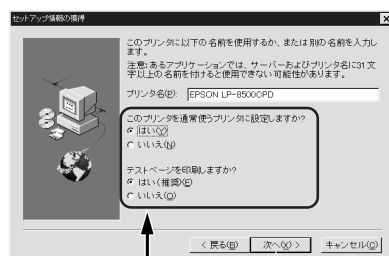 セットアップ情報の獲得
このプリンタに以下の名前を使用するか、または別の名前を入力し
ます。
注意:あるアプリケーションでは、サーバーおよびプリンタ名に31文
字以上の名前を付けると使用できない可能性があります。
プリンタ名(P): EPSON LP-8500CPD
このプリンタを通常使うプリンタに設定しますか?
はい(Y)
いいえ(N)
テストページを印刷しますか?
はい(推奨)(E)
いいえ(O)
< 戻る(B) 次へ(X) > キャンセル(C)